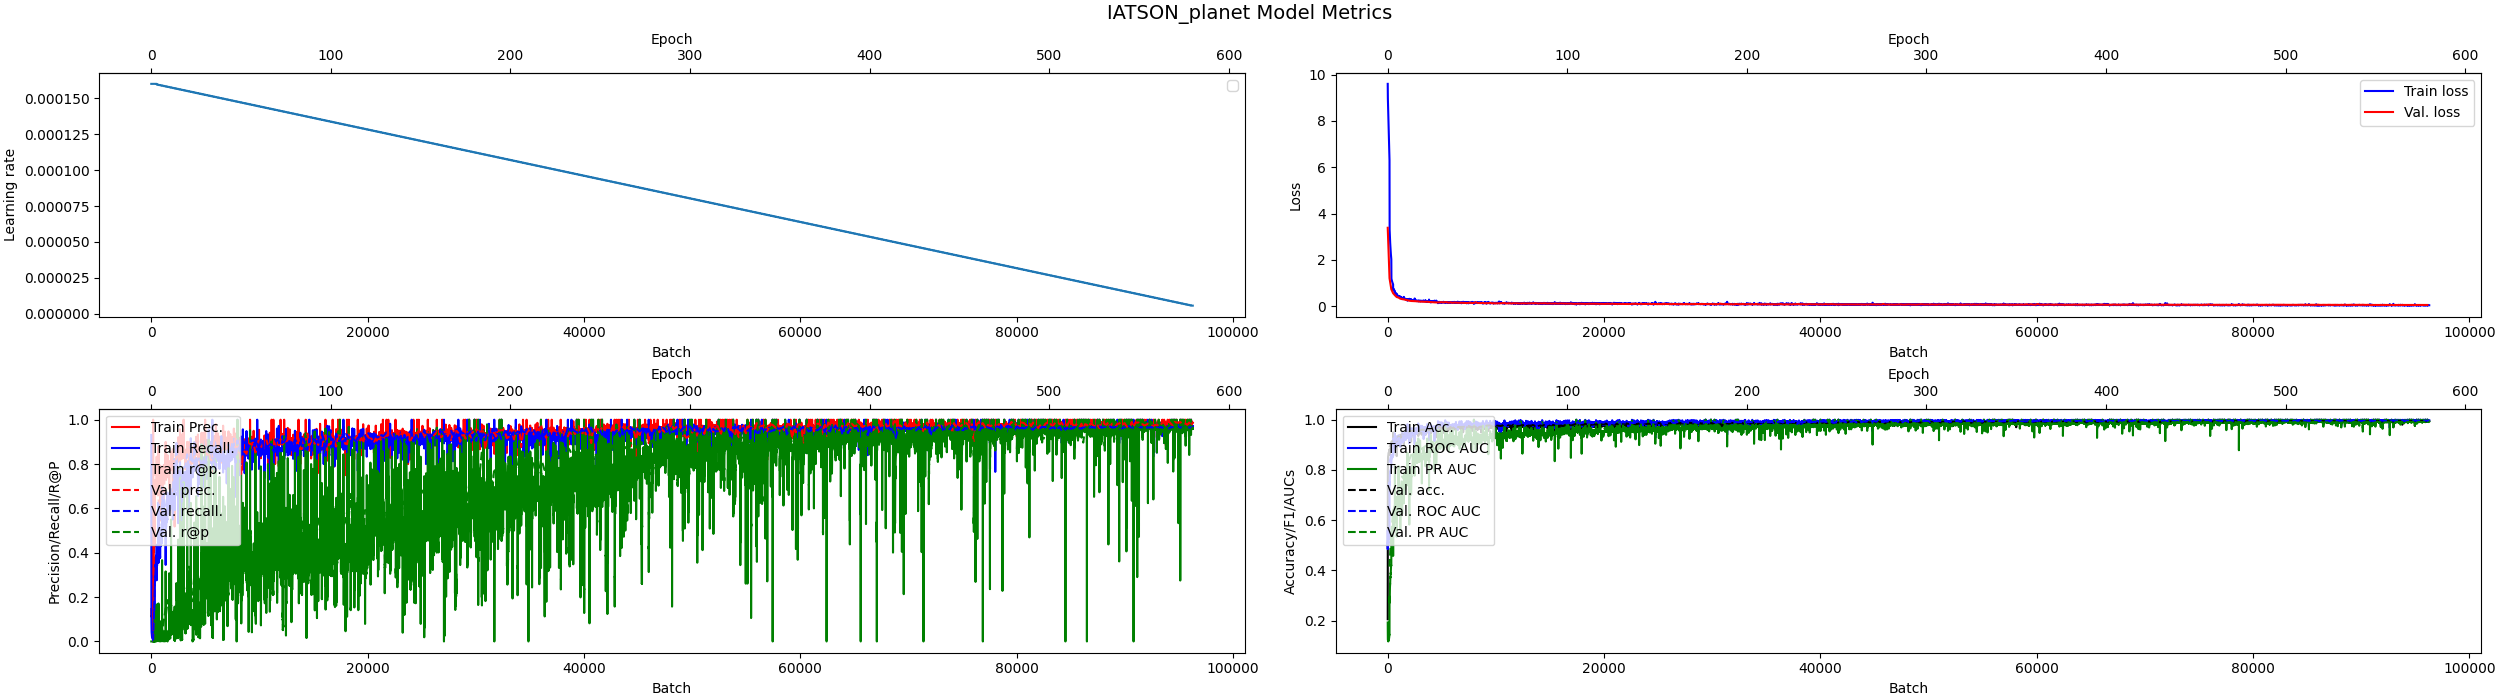 IATSON_planet Model Metrics
Epoch
0 100 200 300 400 500 600
0.000150
0.000125
0.000100
0.000075
0.000050
0.000025
0.000000
Learning rate
0 20000 40000 60000 80000 100000
Batch
Epoch
0 100 200 300 400 500 600
10
8
6
4
2
0
Loss
Train loss
Val. loss
0 20000 40000 60000 80000 100000
Batch
Epoch
0 100 200 300 400 500 600
1.0
0.8
0.6
0.4
0.2
0.0
Precision/Recall/R@P
Train Prec.
Train Recall.
Train r@p.
Val. prec.
Val. recall.
Val. r@p
0 20000 40000 60000 80000 100000
Batch
Epoch
0 100 200 300 400 500 600
1.0
0.8
0.6
0.4
0.2
Accuracy/F1/AUCs
Train Acc.
Train ROC AUC
Train PR AUC
Val. acc.
Val. ROC AUC
Val. PR AUC
0 20000 40000 60000 80000 100000
Batch